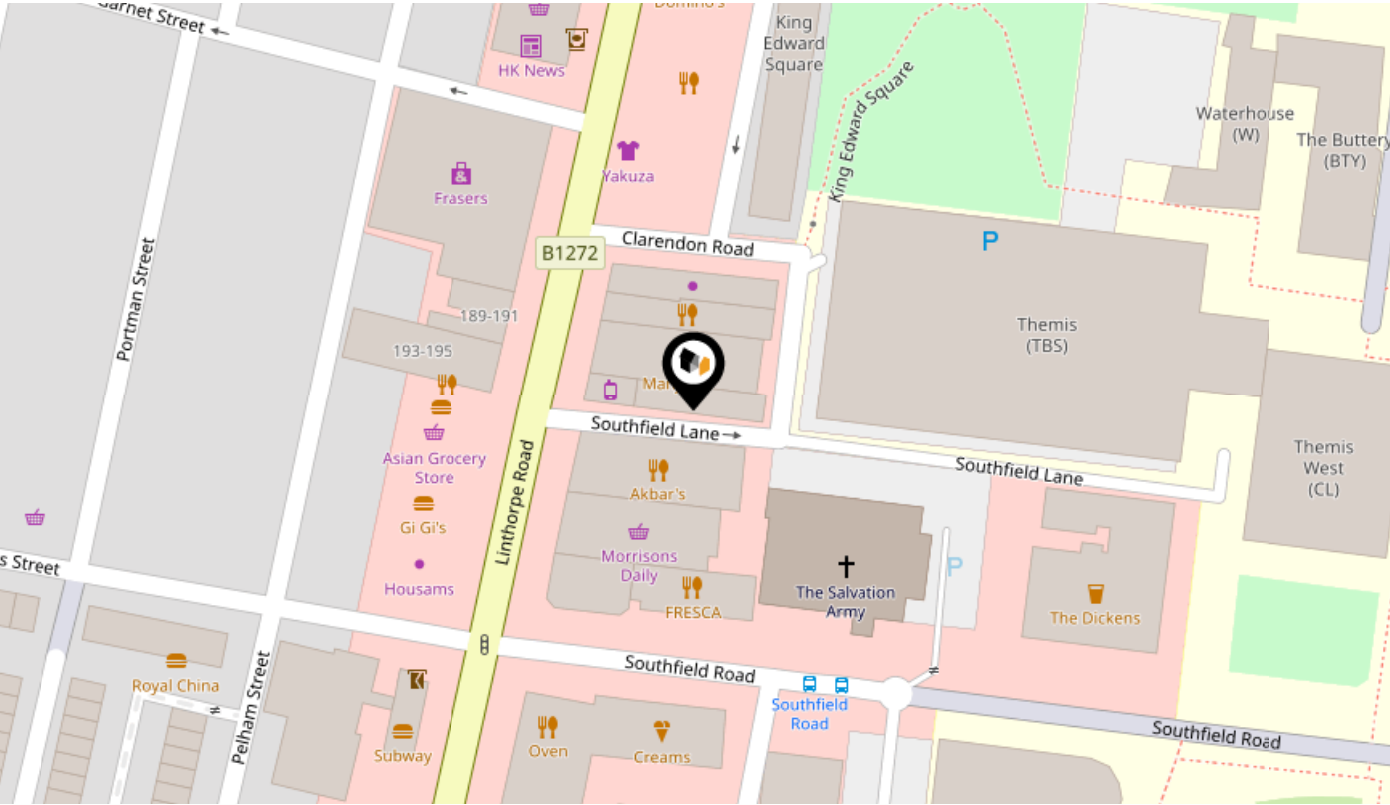 Domino's
Garnet Street
King
Edward
Square
HK News
King Edward Square
Waterhouse
(W)
The Buttery
(BTY)
Yakuza
Frasers
P
Clarendon Road
B1272
Portman Street
189-191
Themis
(TBS)
193-195
Southfield Lane
Asian Grocery
Store
Linthorpe Road
Southfield Lane
Themis
West
(CL)
Akbar's
Gi Gi's
Morrisons
Daily
s Street
Housams
P
The Salvation
Army
FRESCA
The Dickens
Southfield Road
Royal China
Pelham Street
Southfield
Road
Southfield Road
Subway
Oven
Creams